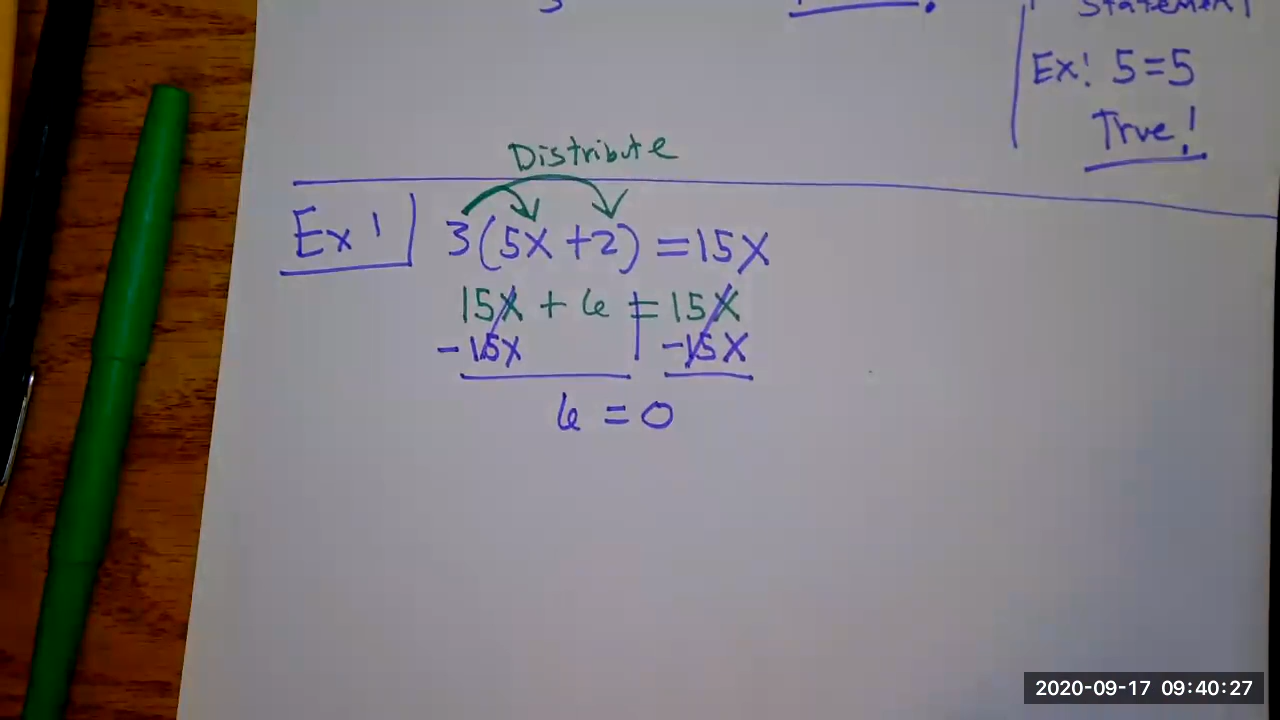 Statement
Ex! 5=5
True!
Distribute
Ex 1 3(5x+2)=15x
15x + 6 = 15x
-15x -15x
6 = 0
2020-09-17 09:40:27